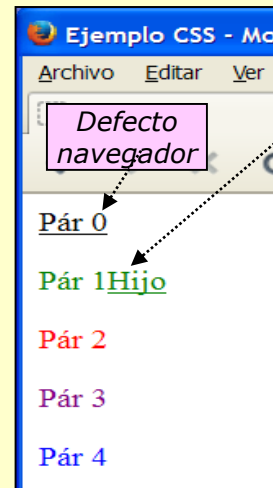 Ejemplo CSS - Mo
Archivo Editar Ver
Defecto
navegador
Pár 0
Pár 1Hijo
Pár 2
Pár 3
Pár 4